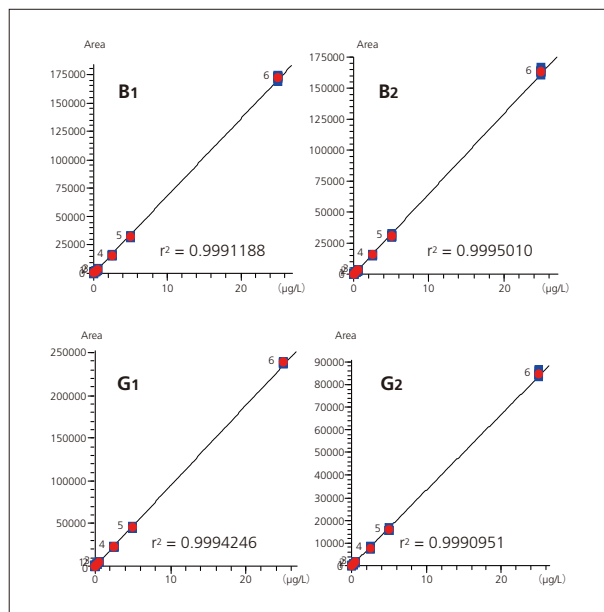 Area
175000
150000
125000
100000
75000
50000
25000
0
B1
6
5
4
r² = 0.9991188
0 10 20 (µg/L)
Area
175000
150000
125000
100000
75000
50000
25000
0
B2
6
5
4
r² = 0.9995010
0 10 20 (µg/L)
Area
250000
200000
150000
100000
50000
0
G1
6
5
4
r² = 0.9994246
0 10 20 (µg/L)
Area
90000
80000
70000
60000
50000
40000
30000
20000
10000
0
G2
6
5
4
r² = 0.9990951
0 10 20 (µg/L)